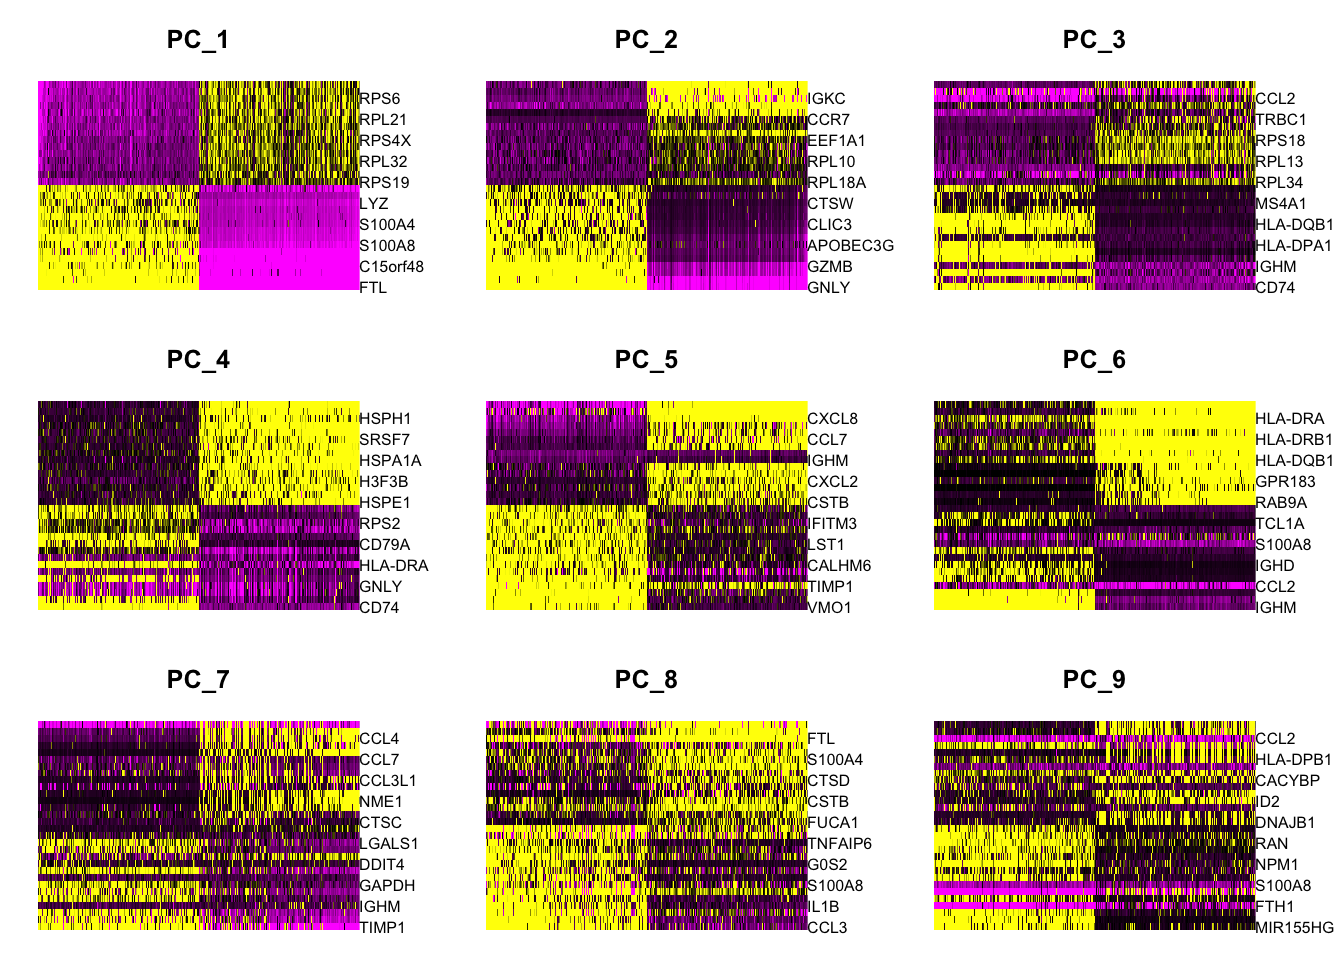 PC_1
RPS6
RPL21
RPS4X
RPL32
RPS19
LYZ
S100A4
S100A8
C15orf48
FTL
PC_2
IGKC
CCR7
EEF1A1
RPL10
RPL18A
CTSW
CLIC3
APOBEC3G
GZMB
GNLY
PC_3
CCL2
TRBC1
RPS18
RPL13
RPL34
MS4A1
HLA-DQB1
HLA-DPA1
IGHM
CD74
PC_4
HSPH1
SRSF7
HSPA1A
H3F3B
HSPE1
RPS2
CD79A
HLA-DRA
GNLY
CD74
PC_5
CXCL8
CCL7
IGHM
CXCL2
CSTB
IFITM3
LST1
CALHM6
TIMP1
VMO1
PC_6
HLA-DRA
HLA-DRB1
HLA-DQB1
GPR183
RAB9A
TCL1A
S100A8
IGHD
CCL2
IGHM
PC_7
CCL4
CCL7
CCL3L1
NME1
CTSC
LGALS1
DDIT4
GAPDH
IGHM
TIMP1
PC_8
FTL
S100A4
CTSD
CSTB
FUCA1
TNFAIP6
G0S2
S100A8
IL1B
CCL3
PC_9
CCL2
HLA-DPB1
CACYBP
ID2
DNAJB1
RAN
NPM1
S100A8
FTH1
MIR155HG